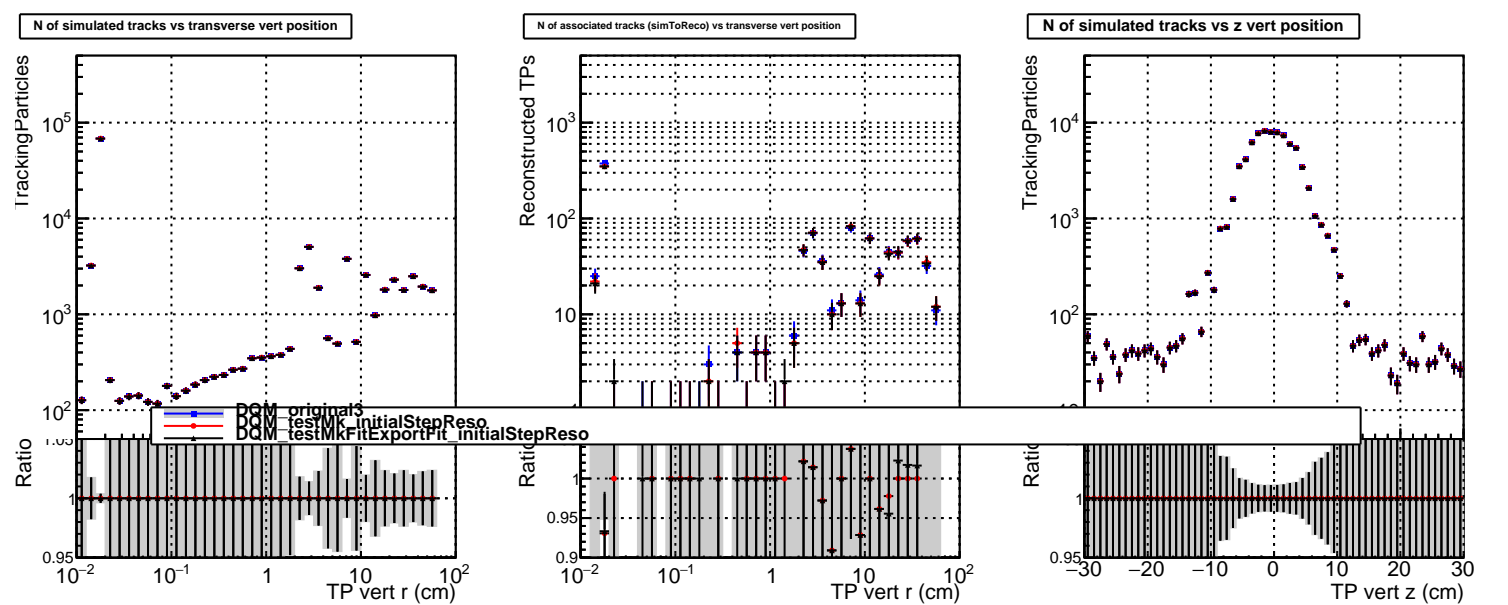 N of simulated tracks vs transverse vert position
TrackingParticles
10^5
10^4
10^3
10^2
Ratio
1
0.95
10^−2
10^−1
1
10
10^2
TP vert r (cm)
N of associated tracks (simToReco) vs transverse vert position
Reconstructed TPs
10^3
10^2
10
Ratio
1
0.95
0.9
10^−2
10^−1
1
10
10^2
TP vert r (cm)
N of simulated tracks vs z vert position
TrackingParticles
10^4
10^3
10^2
Ratio
1
0.95
−30
−20
−10
0
10
20
30
TP vert z (cm)
DQM_original3
DQM_testMk_initialStepReso
DQM_testMkFitExportFit_initialStepReso